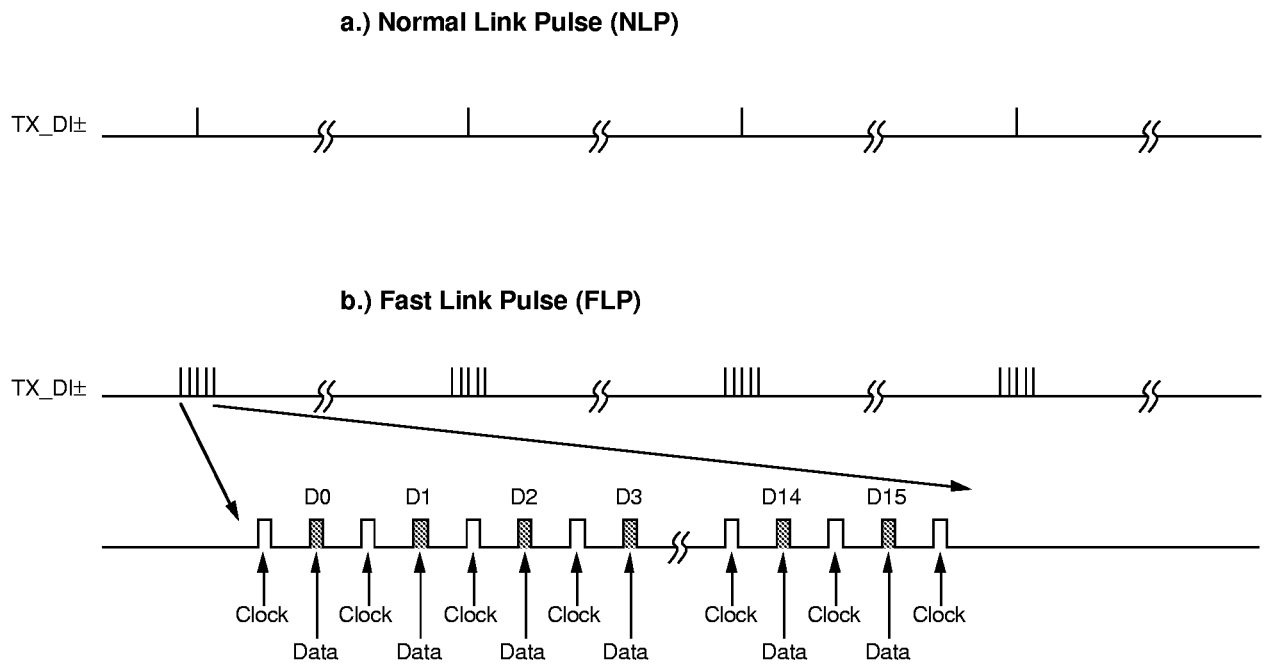 a.) Normal Link Pulse (NLP)
TX_DI±
b.) Fast Link Pulse (FLP)
TX_DI±
D0 D1 D2 D3 D14 D15
Clock Clock Clock Clock Clock Clock Clock
Data Data Data Data Data Data